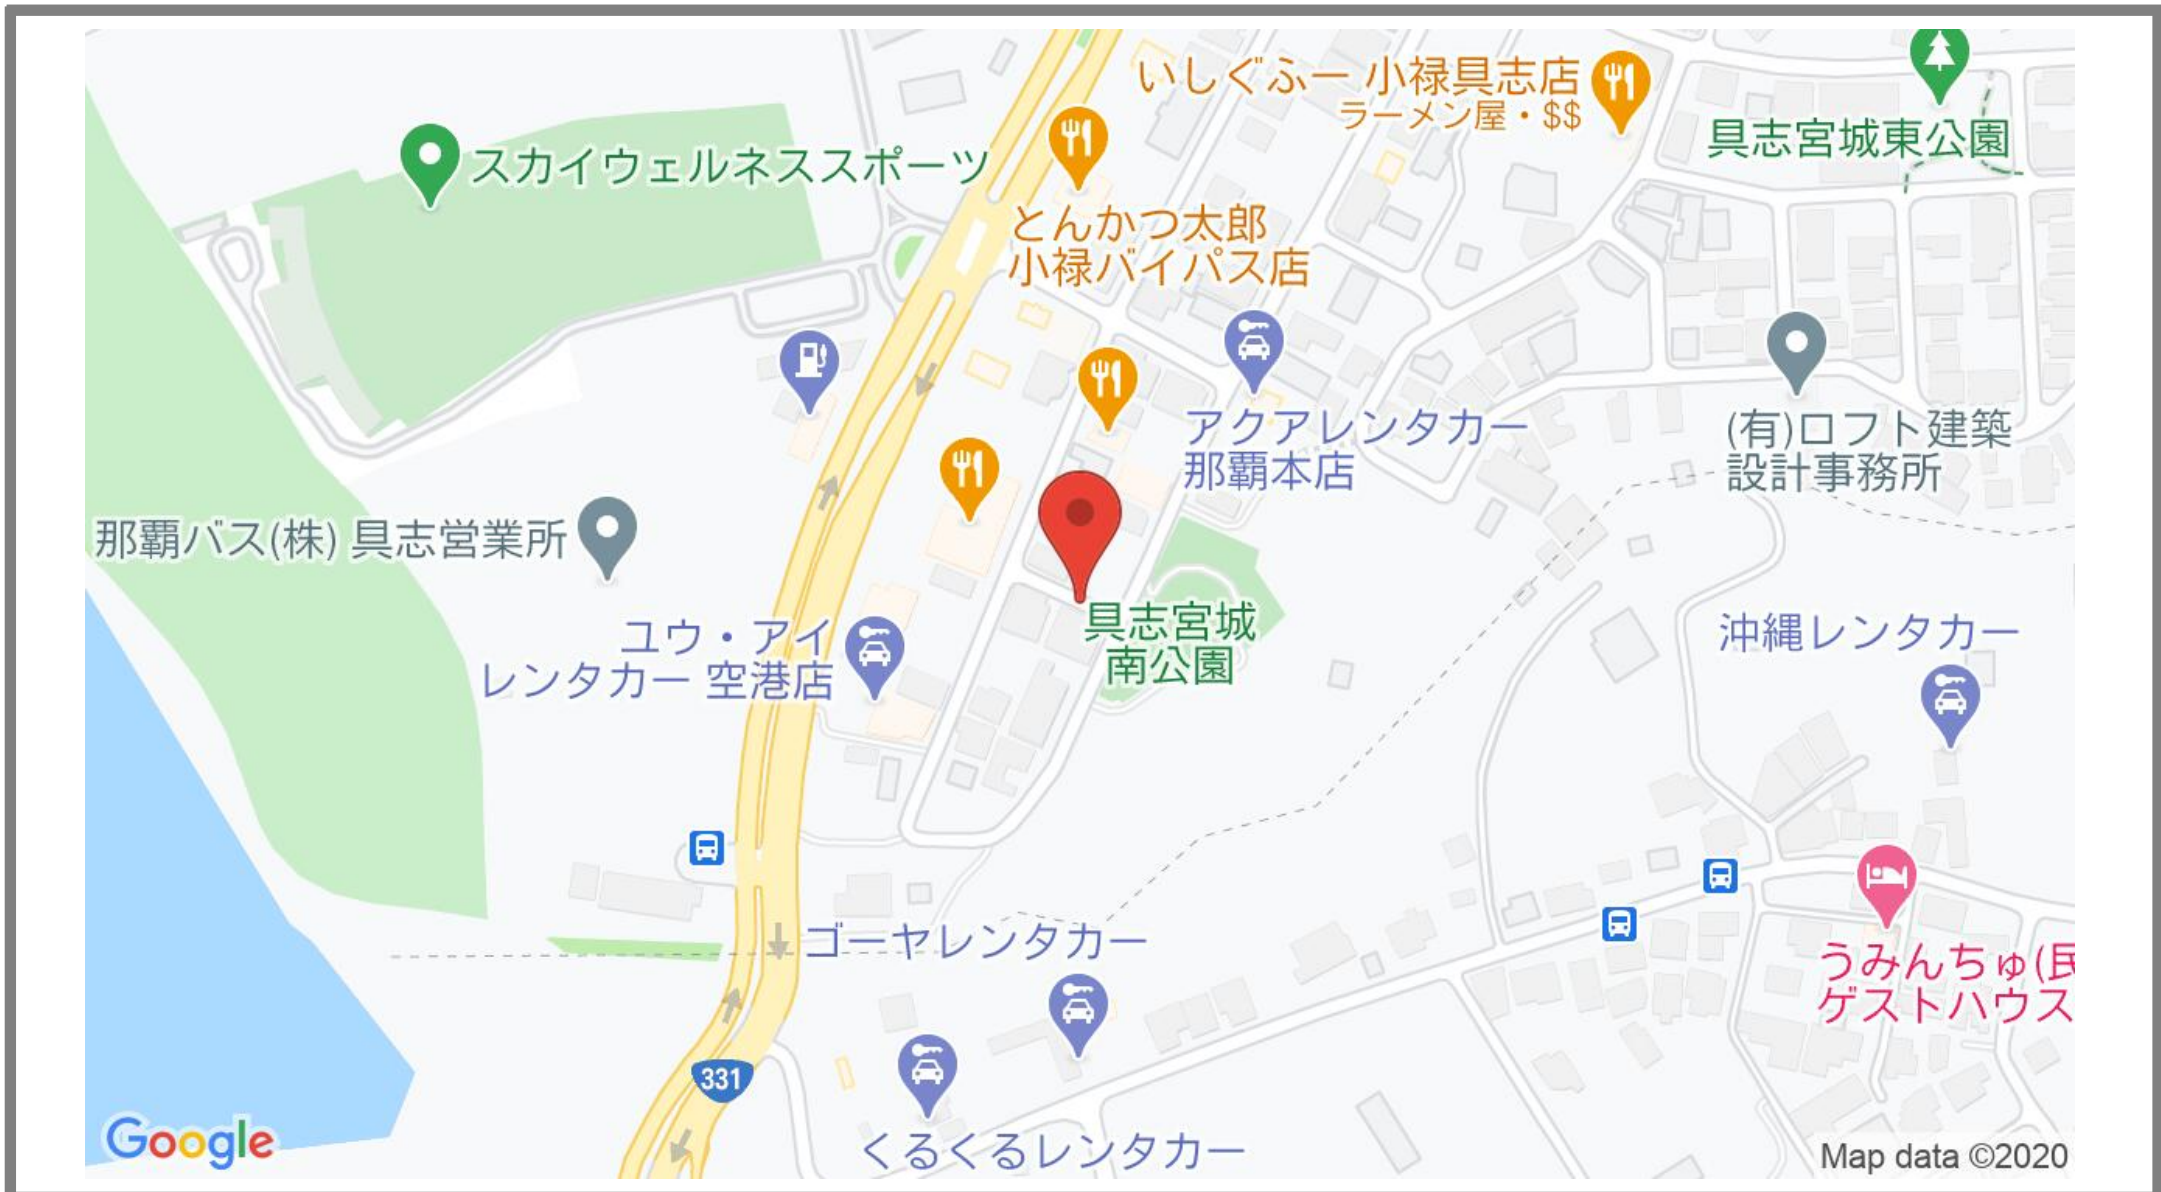 いしぐふー 小禄具志店
ラーメン屋・$$
具志宮城東公園
スカイウェルネススポーツ
とんかつ太郎
小禄バイパス店
アクアレンタカー
那覇本店
(有)ロフト建築
設計事務所
那覇バス(株) 具志営業所
具志宮城
南公園
ユウ・アイ
レンタカー 空港店
沖縄レンタカー
ゴーヤレンタカー
うみんちゅ(民
ゲストハウス
331
くるくるレンタカー
Google
Map data ©2020